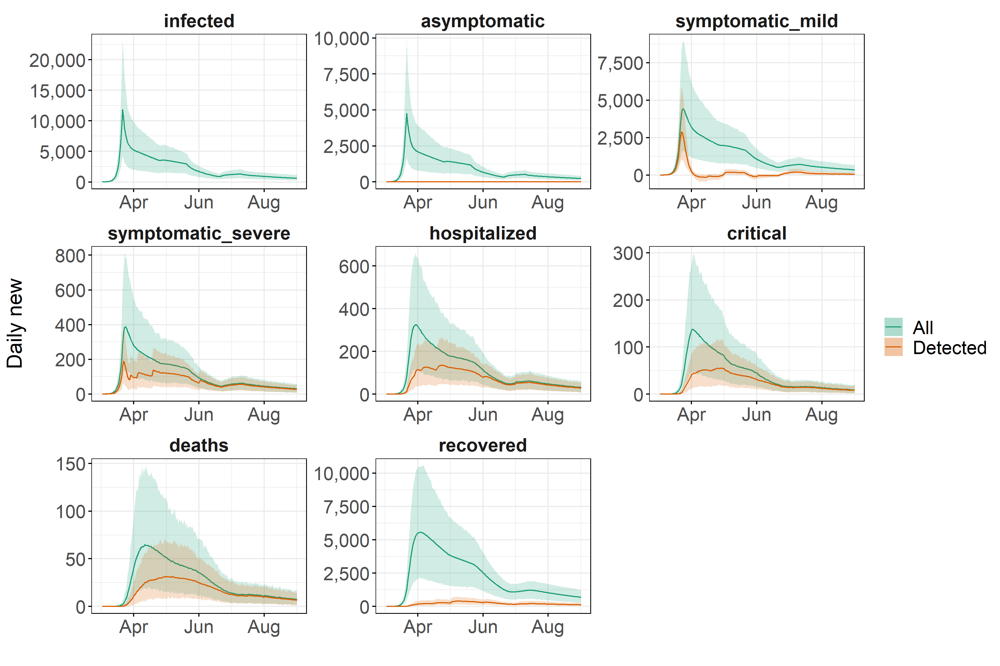 infected
asymptomatic
symptomatic_mild
20,000
15,000
10,000
5,000
0
Apr Jun Aug
10,000
7,500
5,000
2,500
0
Apr Jun Aug
7,500
5,000
2,500
0
Apr Jun Aug
symptomatic_severe
hospitalized
critical
Daily new
800
600
400
200
0
Apr Jun Aug
600
400
200
0
Apr Jun Aug
300
200
100
0
Apr Jun Aug
All
Detected
deaths
recovered
150
100
50
0
Apr Jun Aug
10,000
7,500
5,000
2,500
0
Apr Jun Aug